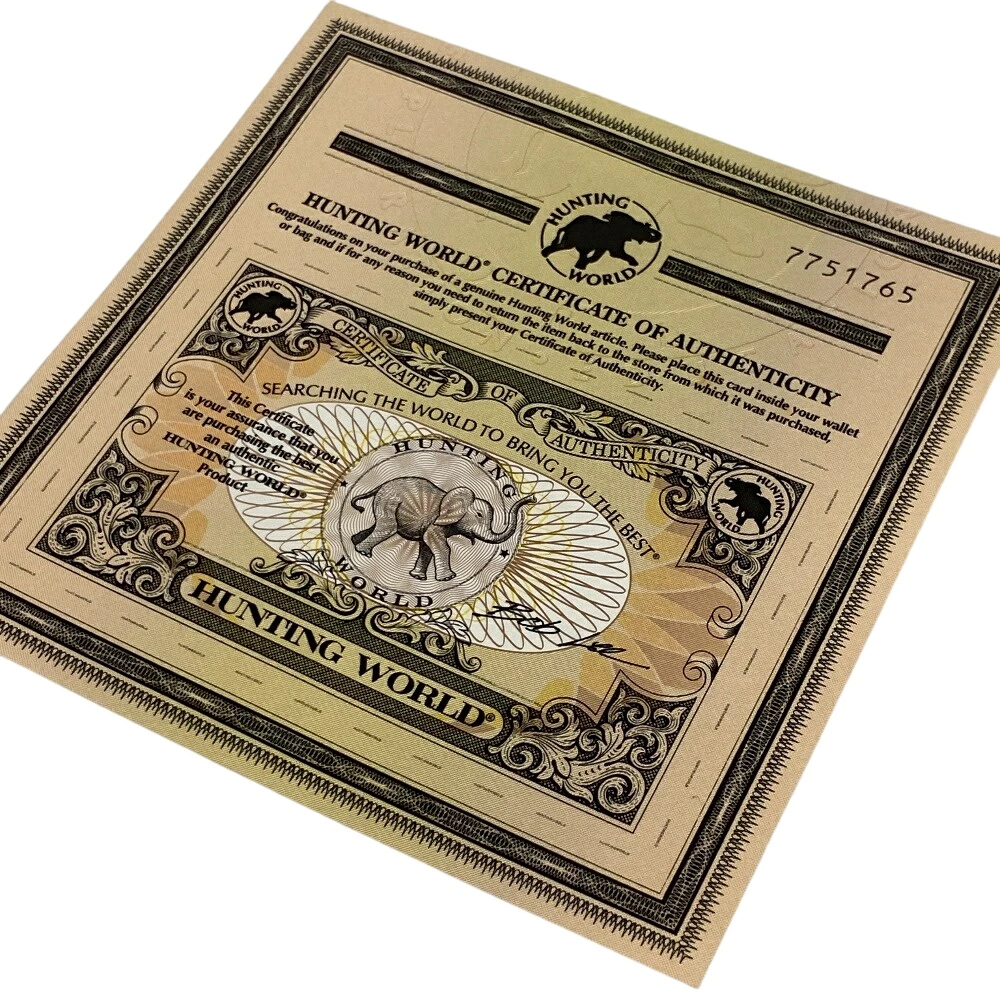 HUNTING
WORLD
7751765
HUNTING WORLD® CERTIFICATE OF AUTHENTICITY
Congratulations on your purchase of a genuine Hunting World article. Please place this card inside your wallet
or bag and if for any reason you need to return the item back to the store from which it was purchased,
simply present your Certificate of Authenticity.
HUNTING
WORLD
CERTIFICATE OF AUTHENTICITY
HUNTING
WORLD
SEARCHING THE WORLD TO BRING YOU THE BEST®
This Certificate
is your assurance that you
are purchasing the best
an authentic
HUNTING WORLD®
Product
HUNTING
WORLD
Bob Lee
HUNTING WORLD®